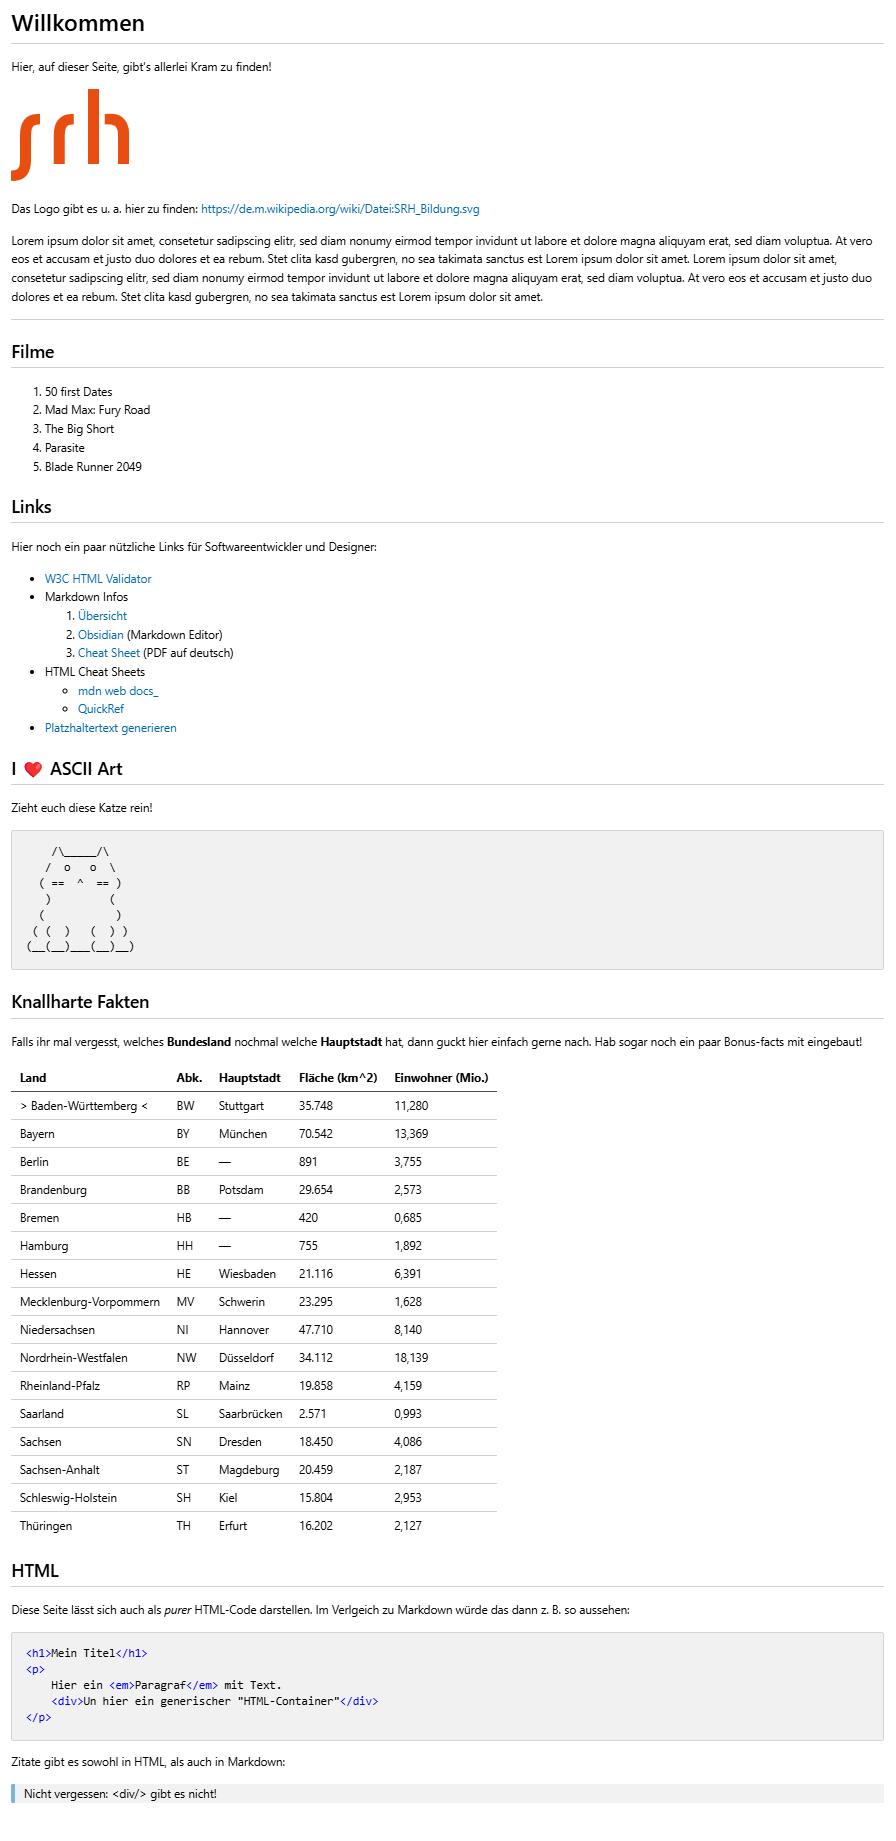 Willkommen
Hier, auf dieser Seite, gibt's allerlei Kram zu finden!
srh
Das Logo gibt es u. a. hier zu finden: https://de.m.wikipedia.org/wiki/Datei:SRH_Bildung.svg
Lorem ipsum dolor sit amet, consetetur sadipscing elitr, sed diam nonumy eirmod tempor invidunt ut labore et dolore magna aliquyam erat, sed diam voluptua. At vero
eos et accusam et justo duo dolores et ea rebum. Stet clita kasd gubergren, no sea takimata sanctus est Lorem ipsum dolor sit amet. Lorem ipsum dolor sit amet,
consetetur sadipscing elitr, sed diam nonumy eirmod tempor invidunt ut labore et dolore magna aliquyam erat, sed diam voluptua. At vero eos et accusam et justo duo
dolores et ea rebum. Stet clita kasd gubergren, no sea takimata sanctus est Lorem ipsum dolor sit amet.
Filme
1. 50 first Dates
2. Mad Max: Fury Road
3. The Big Short
4. Parasite
5. Blade Runner 2049
Links
Hier noch ein paar nützliche Links für Softwareentwickler und Designer:
• W3C HTML Validator
• Markdown Infos
1. Übersicht
2. Obsidian (Markdown Editor)
3. Cheat Sheet (PDF auf deutsch)
• HTML Cheat Sheets
◦ mdn web docs_
◦ QuickRef
• Platzhaltertext generieren
I ❤️ ASCII Art
Zieht euch diese Katze rein!
    /\_____/\
   /  o   o  \
  ( ==  ^  == )
   )         (
  (           )
 ( (  )   (  ) )
(__(__)___(__)__)
Knallharte Fakten
Falls ihr mal vergesst, welches Bundesland nochmal welche Hauptstadt hat, dann guckt hier einfach gerne nach. Hab sogar noch ein paar Bonus-facts mit eingebaut!
Land Abk. Hauptstadt Fläche (km^2) Einwohner (Mio.)
> Baden-Württemberg < BW Stuttgart 35.748 11,280
Bayern BY München 70.542 13,369
Berlin BE — 891 3,755
Brandenburg BB Potsdam 29.654 2,573
Bremen HB — 420 0,685
Hamburg HH — 755 1,892
Hessen HE Wiesbaden 21.116 6,391
Mecklenburg-Vorpommern MV Schwerin 23.295 1,628
Niedersachsen NI Hannover 47.710 8,140
Nordrhein-Westfalen NW Düsseldorf 34.112 18,139
Rheinland-Pfalz RP Mainz 19.858 4,159
Saarland SL Saarbrücken 2.571 0,993
Sachsen SN Dresden 18.450 4,086
Sachsen-Anhalt ST Magdeburg 20.459 2,187
Schleswig-Holstein SH Kiel 15.804 2,953
Thüringen TH Erfurt 16.202 2,127
HTML
Diese Seite lässt sich auch als purer HTML-Code darstellen. Im Verlgeich zu Markdown würde das dann z. B. so aussehen:
<h1>Mein Titel</h1>
<p>
    Hier ein <em>Paragraf</em> mit Text.
    <div>Un hier ein generischer "HTML-Container"</div>
</p>
Zitate gibt es sowohl in HTML, als auch in Markdown:
Nicht vergessen: <div/> gibt es nicht!